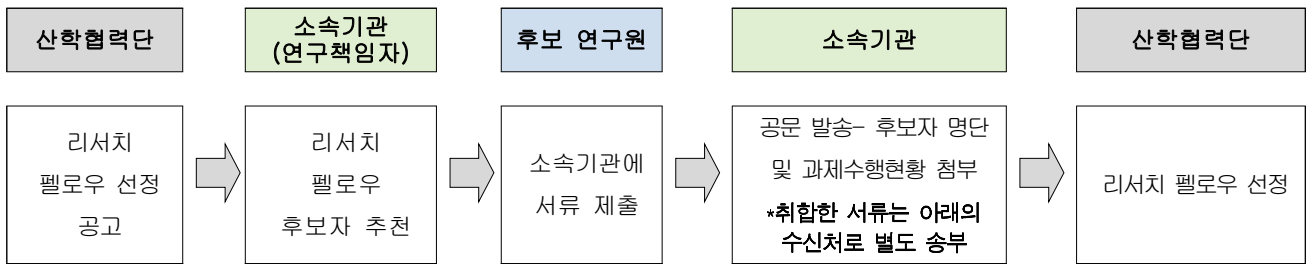 산학협력단
소속기관
(연구책임자)
후보 연구원
소속기관
산학협력단
리서치
펠로우 선정
공고
리서치
펠로우
후보자 추천
소속기관에
서류 제출
공문 발송– 후보자 명단
및 과제수행현황 첨부
*취합한 서류는 아래의
수신처로 별도 송부
리서치 펠로우 선정